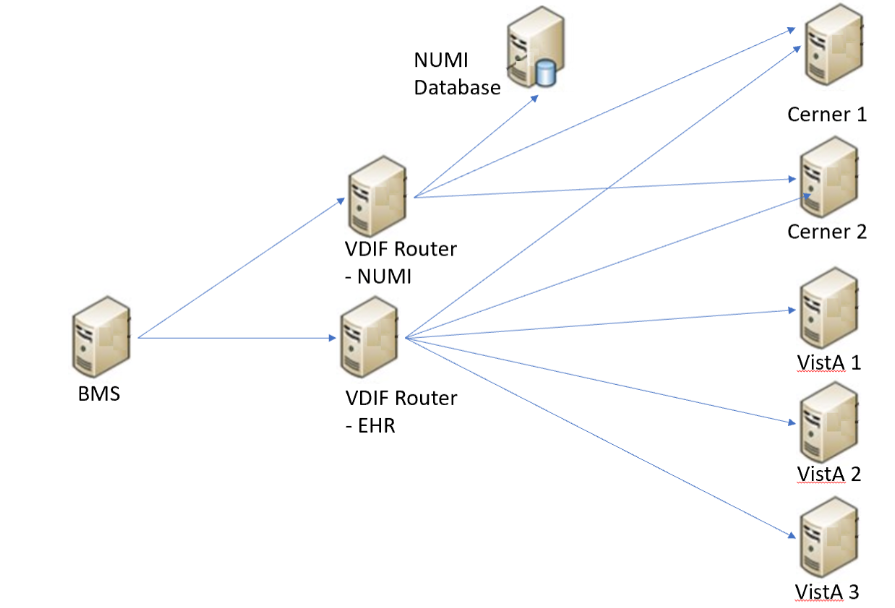 NUMI
Database
Cerner 1
VDIF Router
- NUMI
Cerner 2
BMS
VDIF Router
- EHR
VistA 1
VistA 2
VistA 3